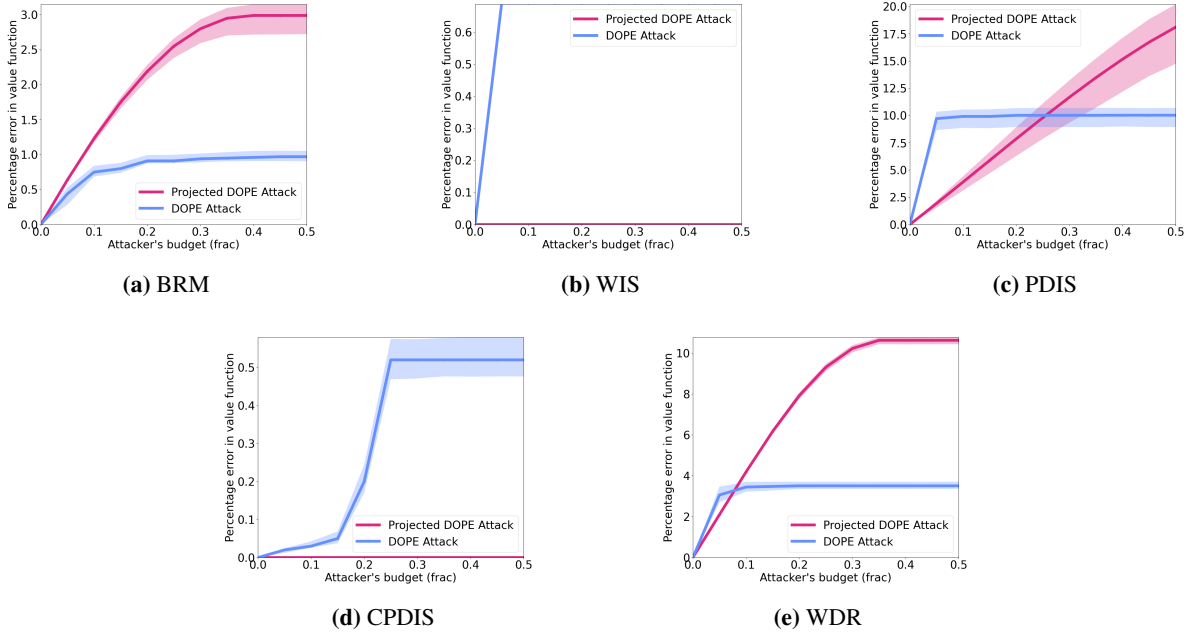 Percentage error in value function
3.0
2.5
2.0
1.5
1.0
0.5
0.0
Projected DOPE Attack
DOPE Attack
0.0 0.1 0.2 0.3 0.4 0.5
Attacker's budget (frac)
(a) BRM
Percentage error in value function
0.6
0.5
0.4
0.3
0.2
0.1
0.0
Projected DOPE Attack
DOPE Attack
0.0 0.1 0.2 0.3 0.4 0.5
Attacker's budget (frac)
(b) WIS
Percentage error in value function
20.0
17.5
15.0
12.5
10.0
7.5
5.0
2.5
0.0
Projected DOPE Attack
DOPE Attack
0.0 0.1 0.2 0.3 0.4 0.5
Attacker's budget (frac)
(c) PDIS
Percentage error in value function
0.5
0.4
0.3
0.2
0.1
0.0
Projected DOPE Attack
DOPE Attack
0.0 0.1 0.2 0.3 0.4 0.5
Attacker's budget (frac)
(d) CPDIS
Percentage error in value function
10
8
6
4
2
0
Projected DOPE Attack
DOPE Attack
0.0 0.1 0.2 0.3 0.4 0.5
Attacker's budget (frac)
(e) WDR